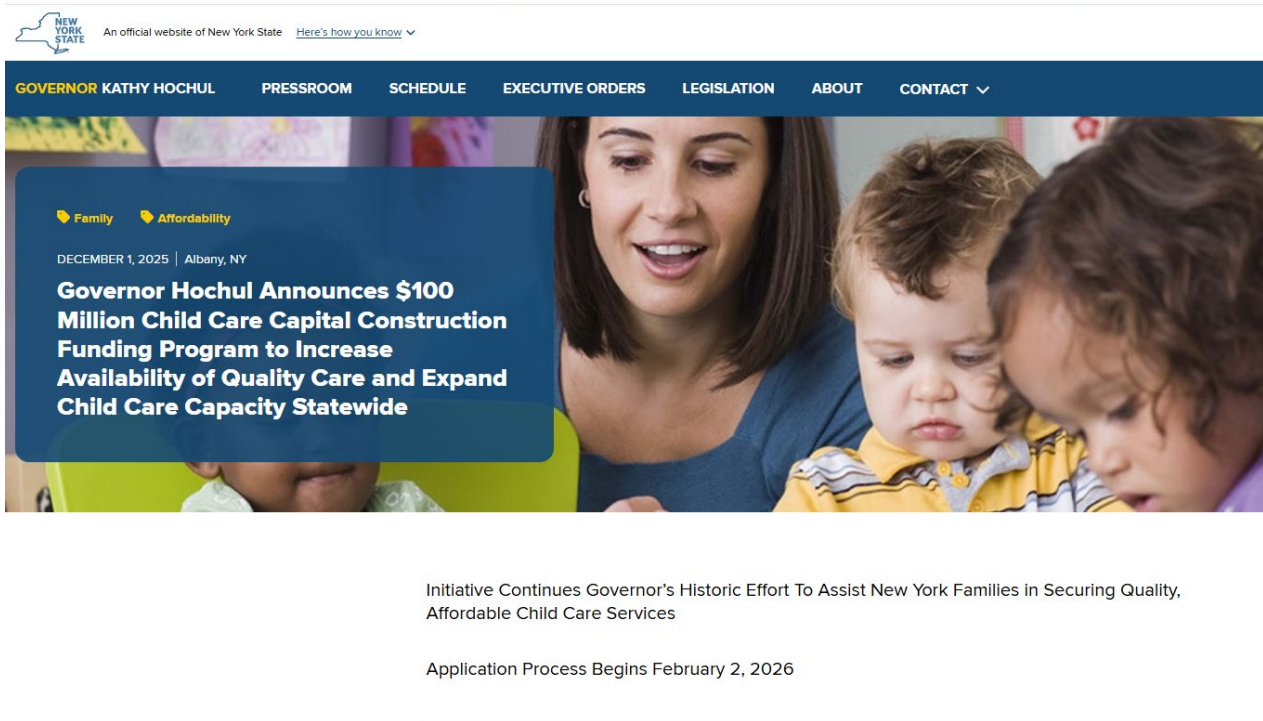 NEW
YORK
STATE
An official website of New York State Here's how you know
GOVERNOR KATHY HOCHUL PRESSROOM SCHEDULE EXECUTIVE ORDERS LEGISLATION ABOUT CONTACT
Family Affordability
DECEMBER 1, 2025 | Albany, NY
Governor Hochul Announces $100
Million Child Care Capital Construction
Funding Program to Increase
Availability of Quality Care and Expand
Child Care Capacity Statewide
Initiative Continues Governor’s Historic Effort To Assist New York Families in Securing Quality,
Affordable Child Care Services
Application Process Begins February 2, 2026